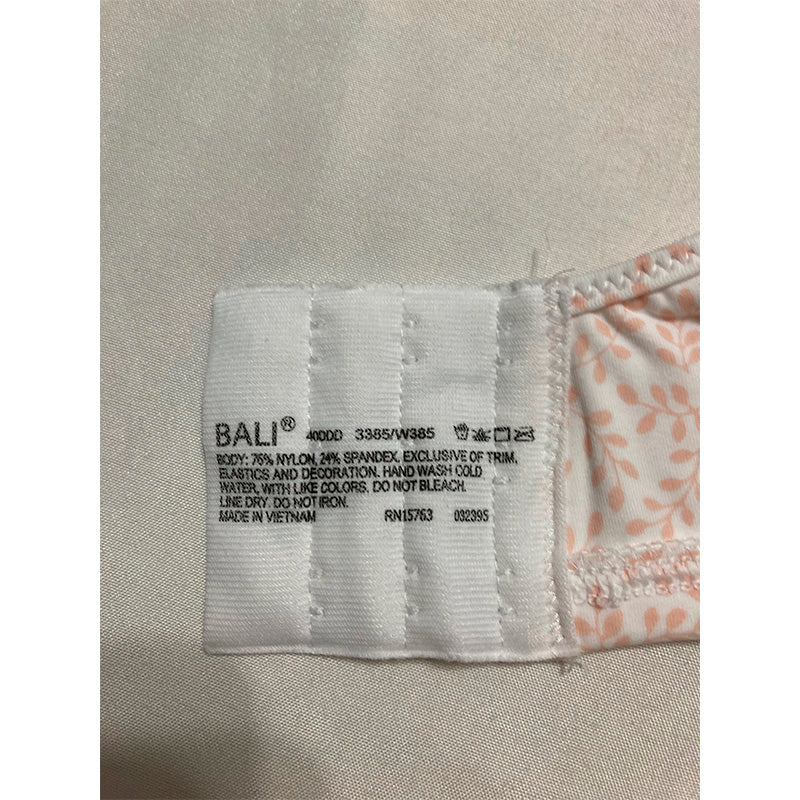 BALI® 40DDD 3385/W385
BODY: 76% NYLON, 24% SPANDEX, EXCLUSIVE OF TRIM,
ELASTICS AND DECORATION. HAND WASH COLD
WATER, WITH LIKE COLORS. DO NOT BLEACH.
LINE DRY. DO NOT IRON.
MADE IN VIETNAM RN15763 032395